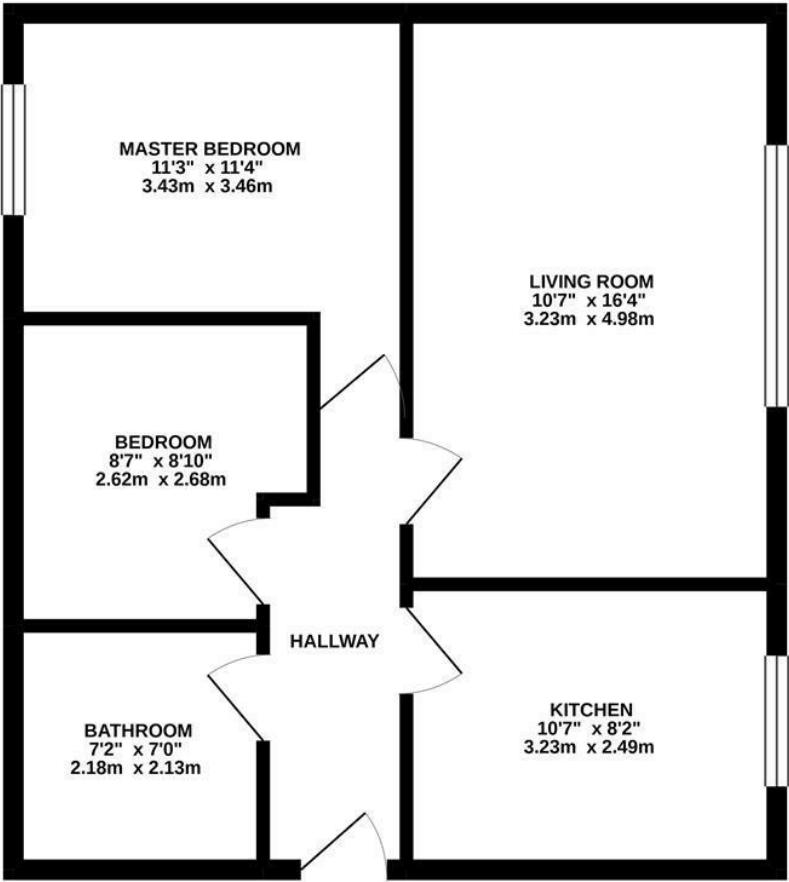 MASTER BEDROOM
11'3" x 11'4"
3.43m x 3.46m
LIVING ROOM
10'7" x 16'4"
3.23m x 4.98m
BEDROOM
8'7" x 8'10"
2.62m x 2.68m
HALLWAY
BATHROOM
7'2" x 7'0"
2.18m x 2.13m
KITCHEN
10'7" x 8'2"
3.23m x 2.49m